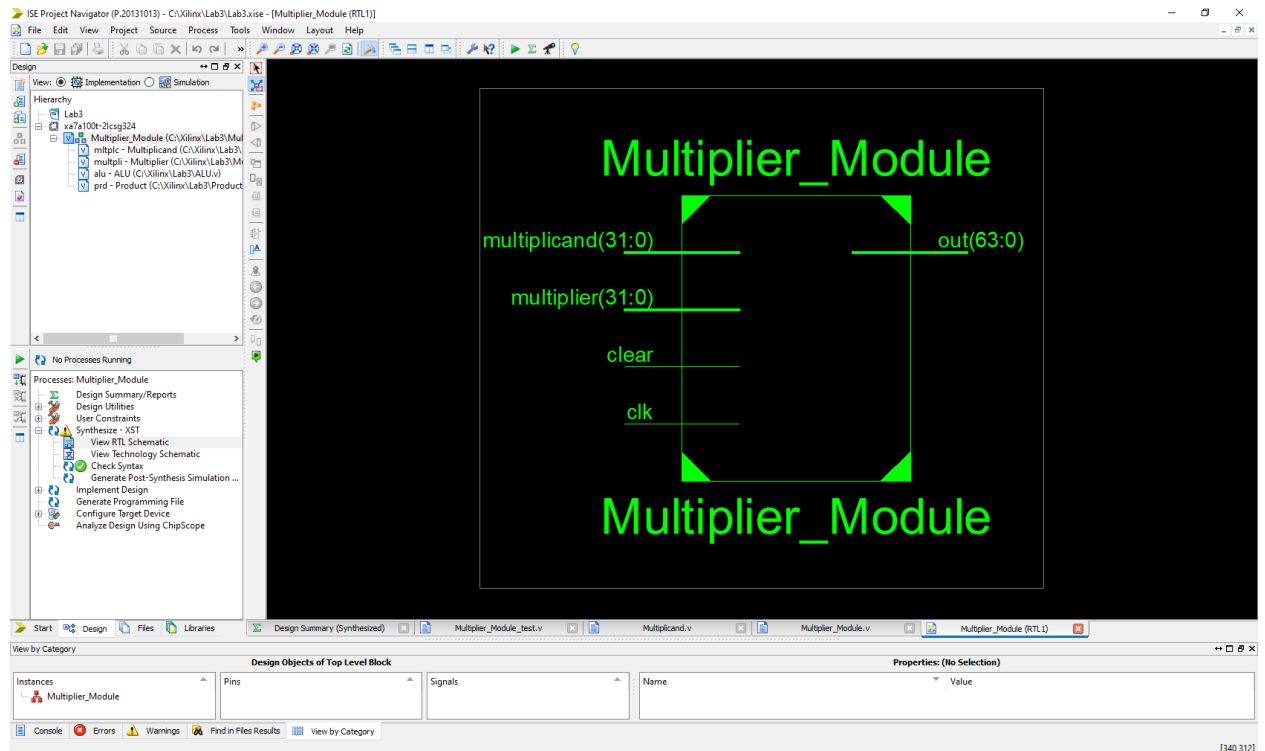 ISE Project Navigator (P.20131013) - C:\Xilinx\Lab3\Lab3.xise - [Multiplier_Module (RTL1)]
File Edit View Project Source Process Tools Window Layout Help
Design
View: Implementation Simulation
Hierarchy
Lab3
xa7a100t-2Icsg324
Multiplier_Module (C:\Xilinx\Lab3\Mul
mltplc - Multiplicand (C:\Xilinx\Lab3\
multpli - Multiplier (C:\Xilinx\Lab3\M
alu - ALU (C:\Xilinx\Lab3\ALU.v)
prd - Product (C:\Xilinx\Lab3\Product
No Processes Running
Processes: Multiplier_Module
Design Summary/Reports
Design Utilities
User Constraints
Synthesize - XST
View RTL Schematic
View Technology Schematic
Check Syntax
Generate Post-Synthesis Simulation ...
Implement Design
Generate Programming File
Configure Target Device
Analyze Design Using ChipScope
Start Design Files Libraries
Multiplier_Module
multiplicand(31:0)
out(63:0)
multiplier(31:0)
clear
clk
Multiplier_Module
Design Summary (Synthesized) Multiplier_Module_test.v Multiplicand.v Multiplier_Module.v Multiplier_Module (RTL1)
View by Category
Design Objects of Top Level Block Properties: (No Selection)
Instances Pins Signals Name Value
Multiplier_Module
Console Errors Warnings Find in Files Results View by Category
[340,312]